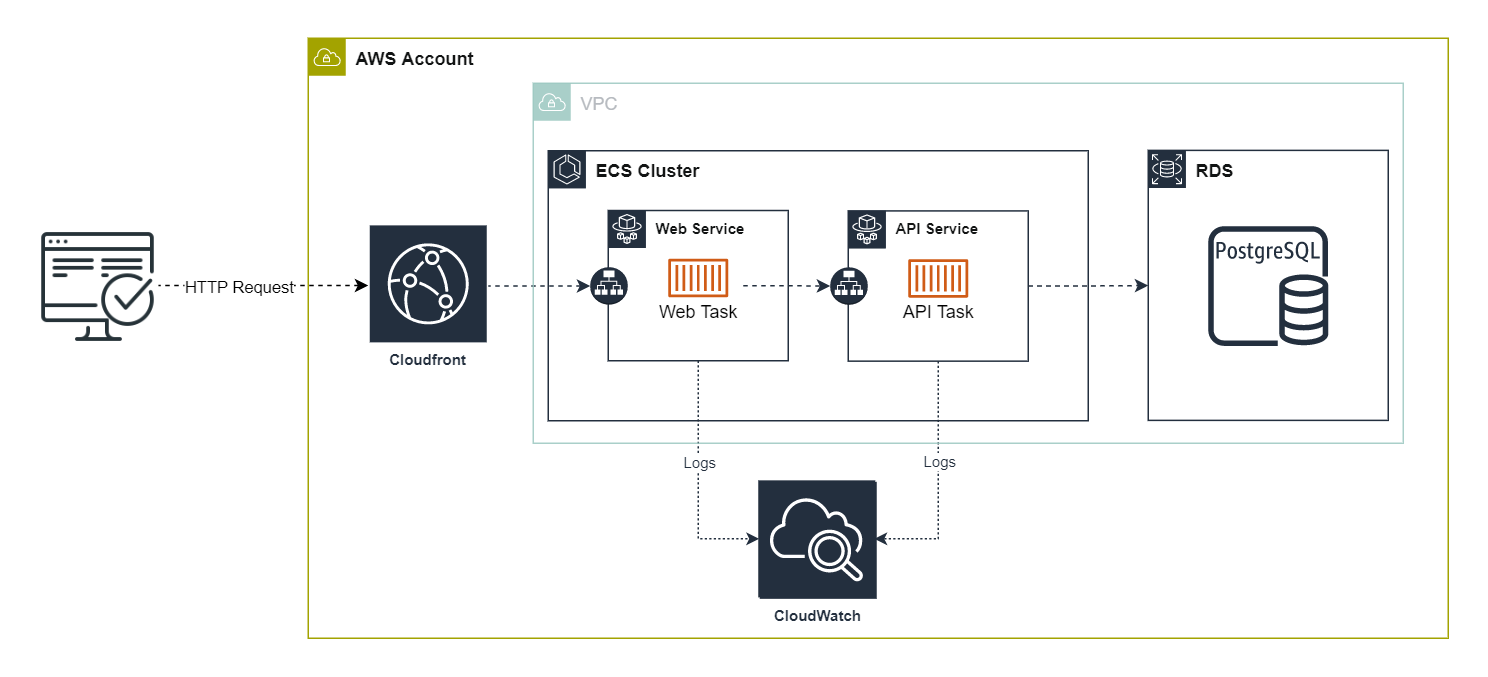 AWS Account
VPC
ECS Cluster
RDS
Web Service
API Service
PostgreSQL
HTTP Request
Web Task
API Task
Cloudfront
Logs
Logs
CloudWatch